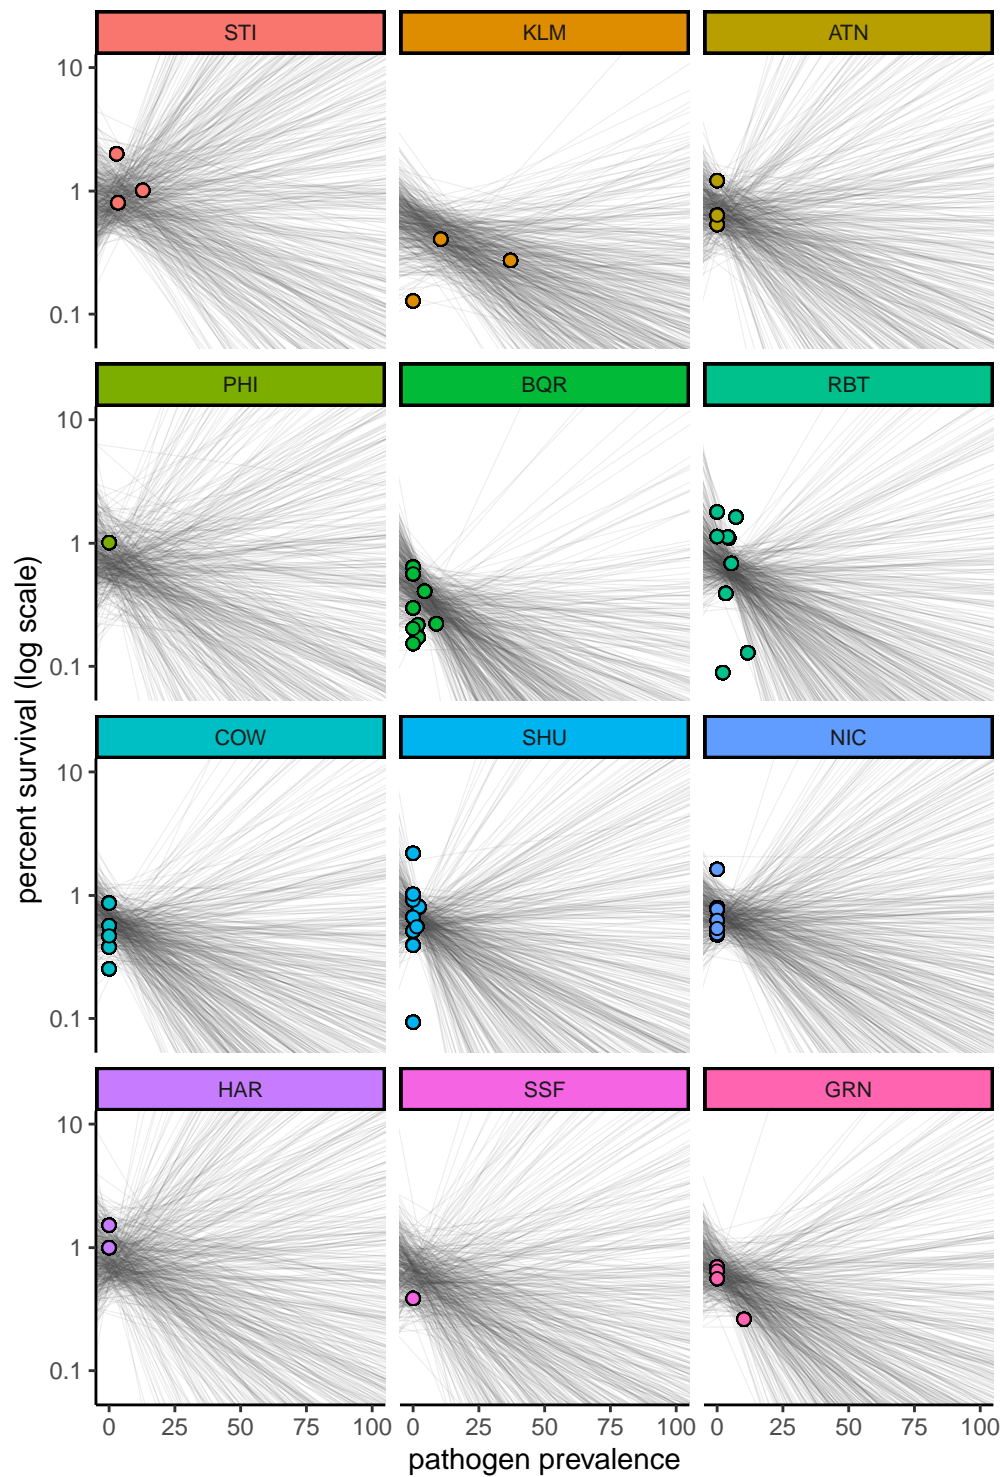 STI KLM ATN
10
1
0.1
PHI BQR RBT
10
1
0.1
percent survival (log scale)
COW SHU NIC
10
1
0.1
HAR SSF GRN
10
1
0.1
0 25 50 75 100 0 25 50 75 100 0 25 50 75 100
pathogen prevalence